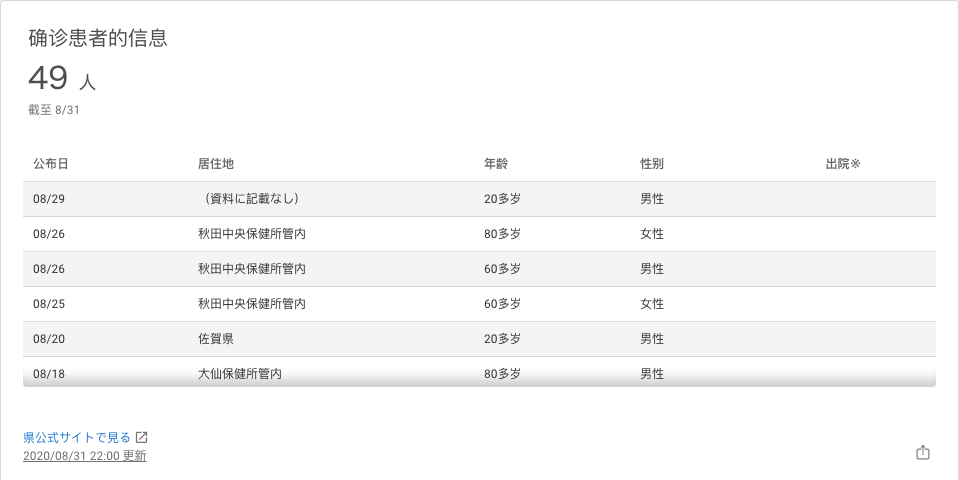 确诊患者的信息
49 人
截至 8/31
公布日 居住地 年龄 性别 出院※
08/29 （資料に記載なし） 20多岁 男性
08/26 秋田中央保健所管内 80多岁 女性
08/26 秋田中央保健所管内 60多岁 男性
08/25 秋田中央保健所管内 60多岁 女性
08/20 佐賀県 20多岁 男性
08/18 大仙保健所管内 80多岁 男性
県公式サイトで見る
2020/08/31 22:00 更新